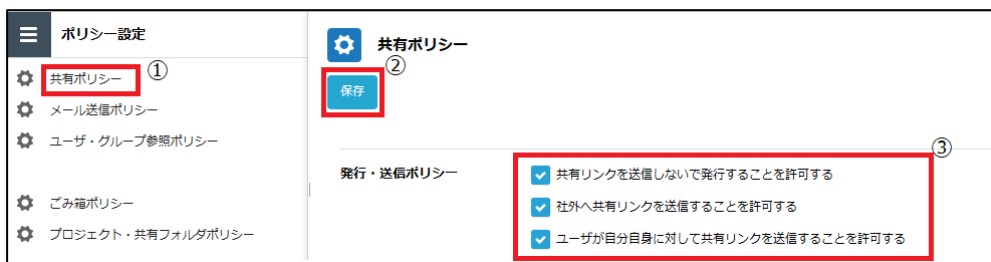 ポリシー設定
共有ポリシー
①
メール送信ポリシー
ユーザ・グループ参照ポリシー
ごみ箱ポリシー
プロジェクト・共有フォルダポリシー
共有ポリシー
②
保存
③
発行・送信ポリシー
共有リンクを送信しないで発行することを許可する
社外へ共有リンクを送信することを許可する
ユーザが自分自身に対して共有リンクを送信することを許可する